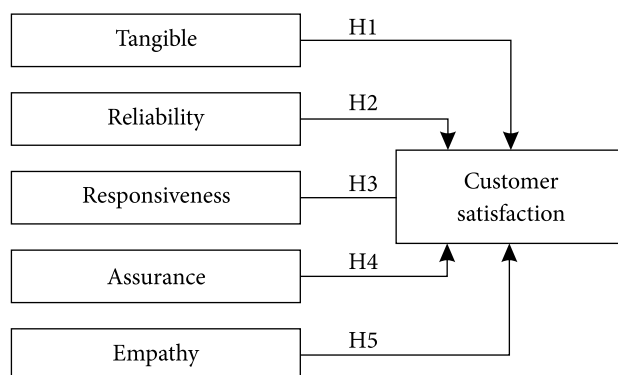 Tangible
H1
Reliability
H2
Responsiveness
H3
Customer
satisfaction
Assurance
H4
Empathy
H5